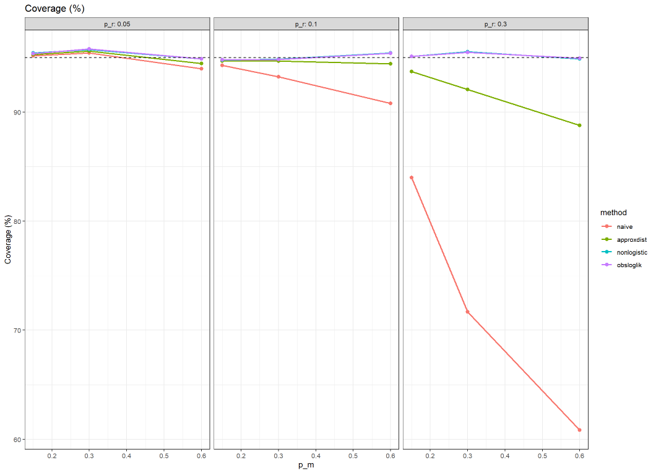 Coverage (%)
p_r: 0.05
p_r: 0.1
p_r: 0.3
90
80
70
60
Coverage (%)
0.2 0.3 0.4 0.5 0.6
0.2 0.3 0.4 0.5 0.6
0.2 0.3 0.4 0.5 0.6
p_m
method
naive
approxdist
nonlogistic
obsloglik